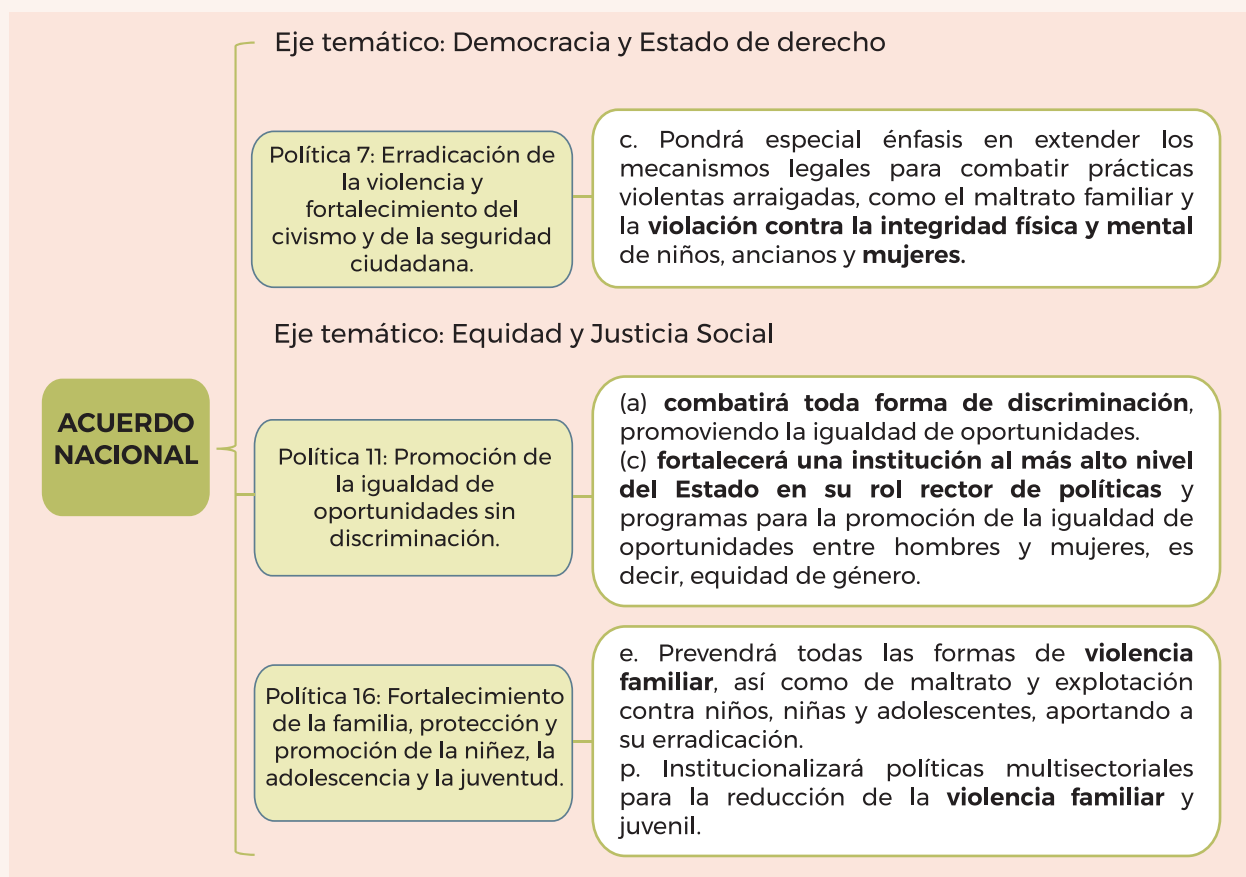 Eje temático: Democracia y Estado de derecho
Política 7: Erradicación de
la violencia y
fortalecimiento del
civismo y de la seguridad
ciudadana.
c. Pondrá especial énfasis en extender los
mecanismos legales para combatir prácticas
violentas arraigadas, como el maltrato familiar y
la violación contra la integridad física y mental
de niños, ancianos y mujeres.
Eje temático: Equidad y Justicia Social
ACUERDO
NACIONAL
Política 11: Promoción de
la igualdad de
oportunidades sin
discriminación.
(a) combatirá toda forma de discriminación,
promoviendo la igualdad de oportunidades.
(c) fortalecerá una institución al más alto nivel
del Estado en su rol rector de políticas y
programas para la promoción de la igualdad de
oportunidades entre hombres y mujeres, es
decir, equidad de género.
Política 16: Fortalecimiento
de la familia, protección y
promoción de la niñez, la
adolescencia y la juventud.
e. Prevendrá todas las formas de violencia
familiar, así como de maltrato y explotación
contra niños, niñas y adolescentes, aportando a
su erradicación.
p. Institucionalizará políticas multisectoriales
para la reducción de la violencia familiar y
juvenil.